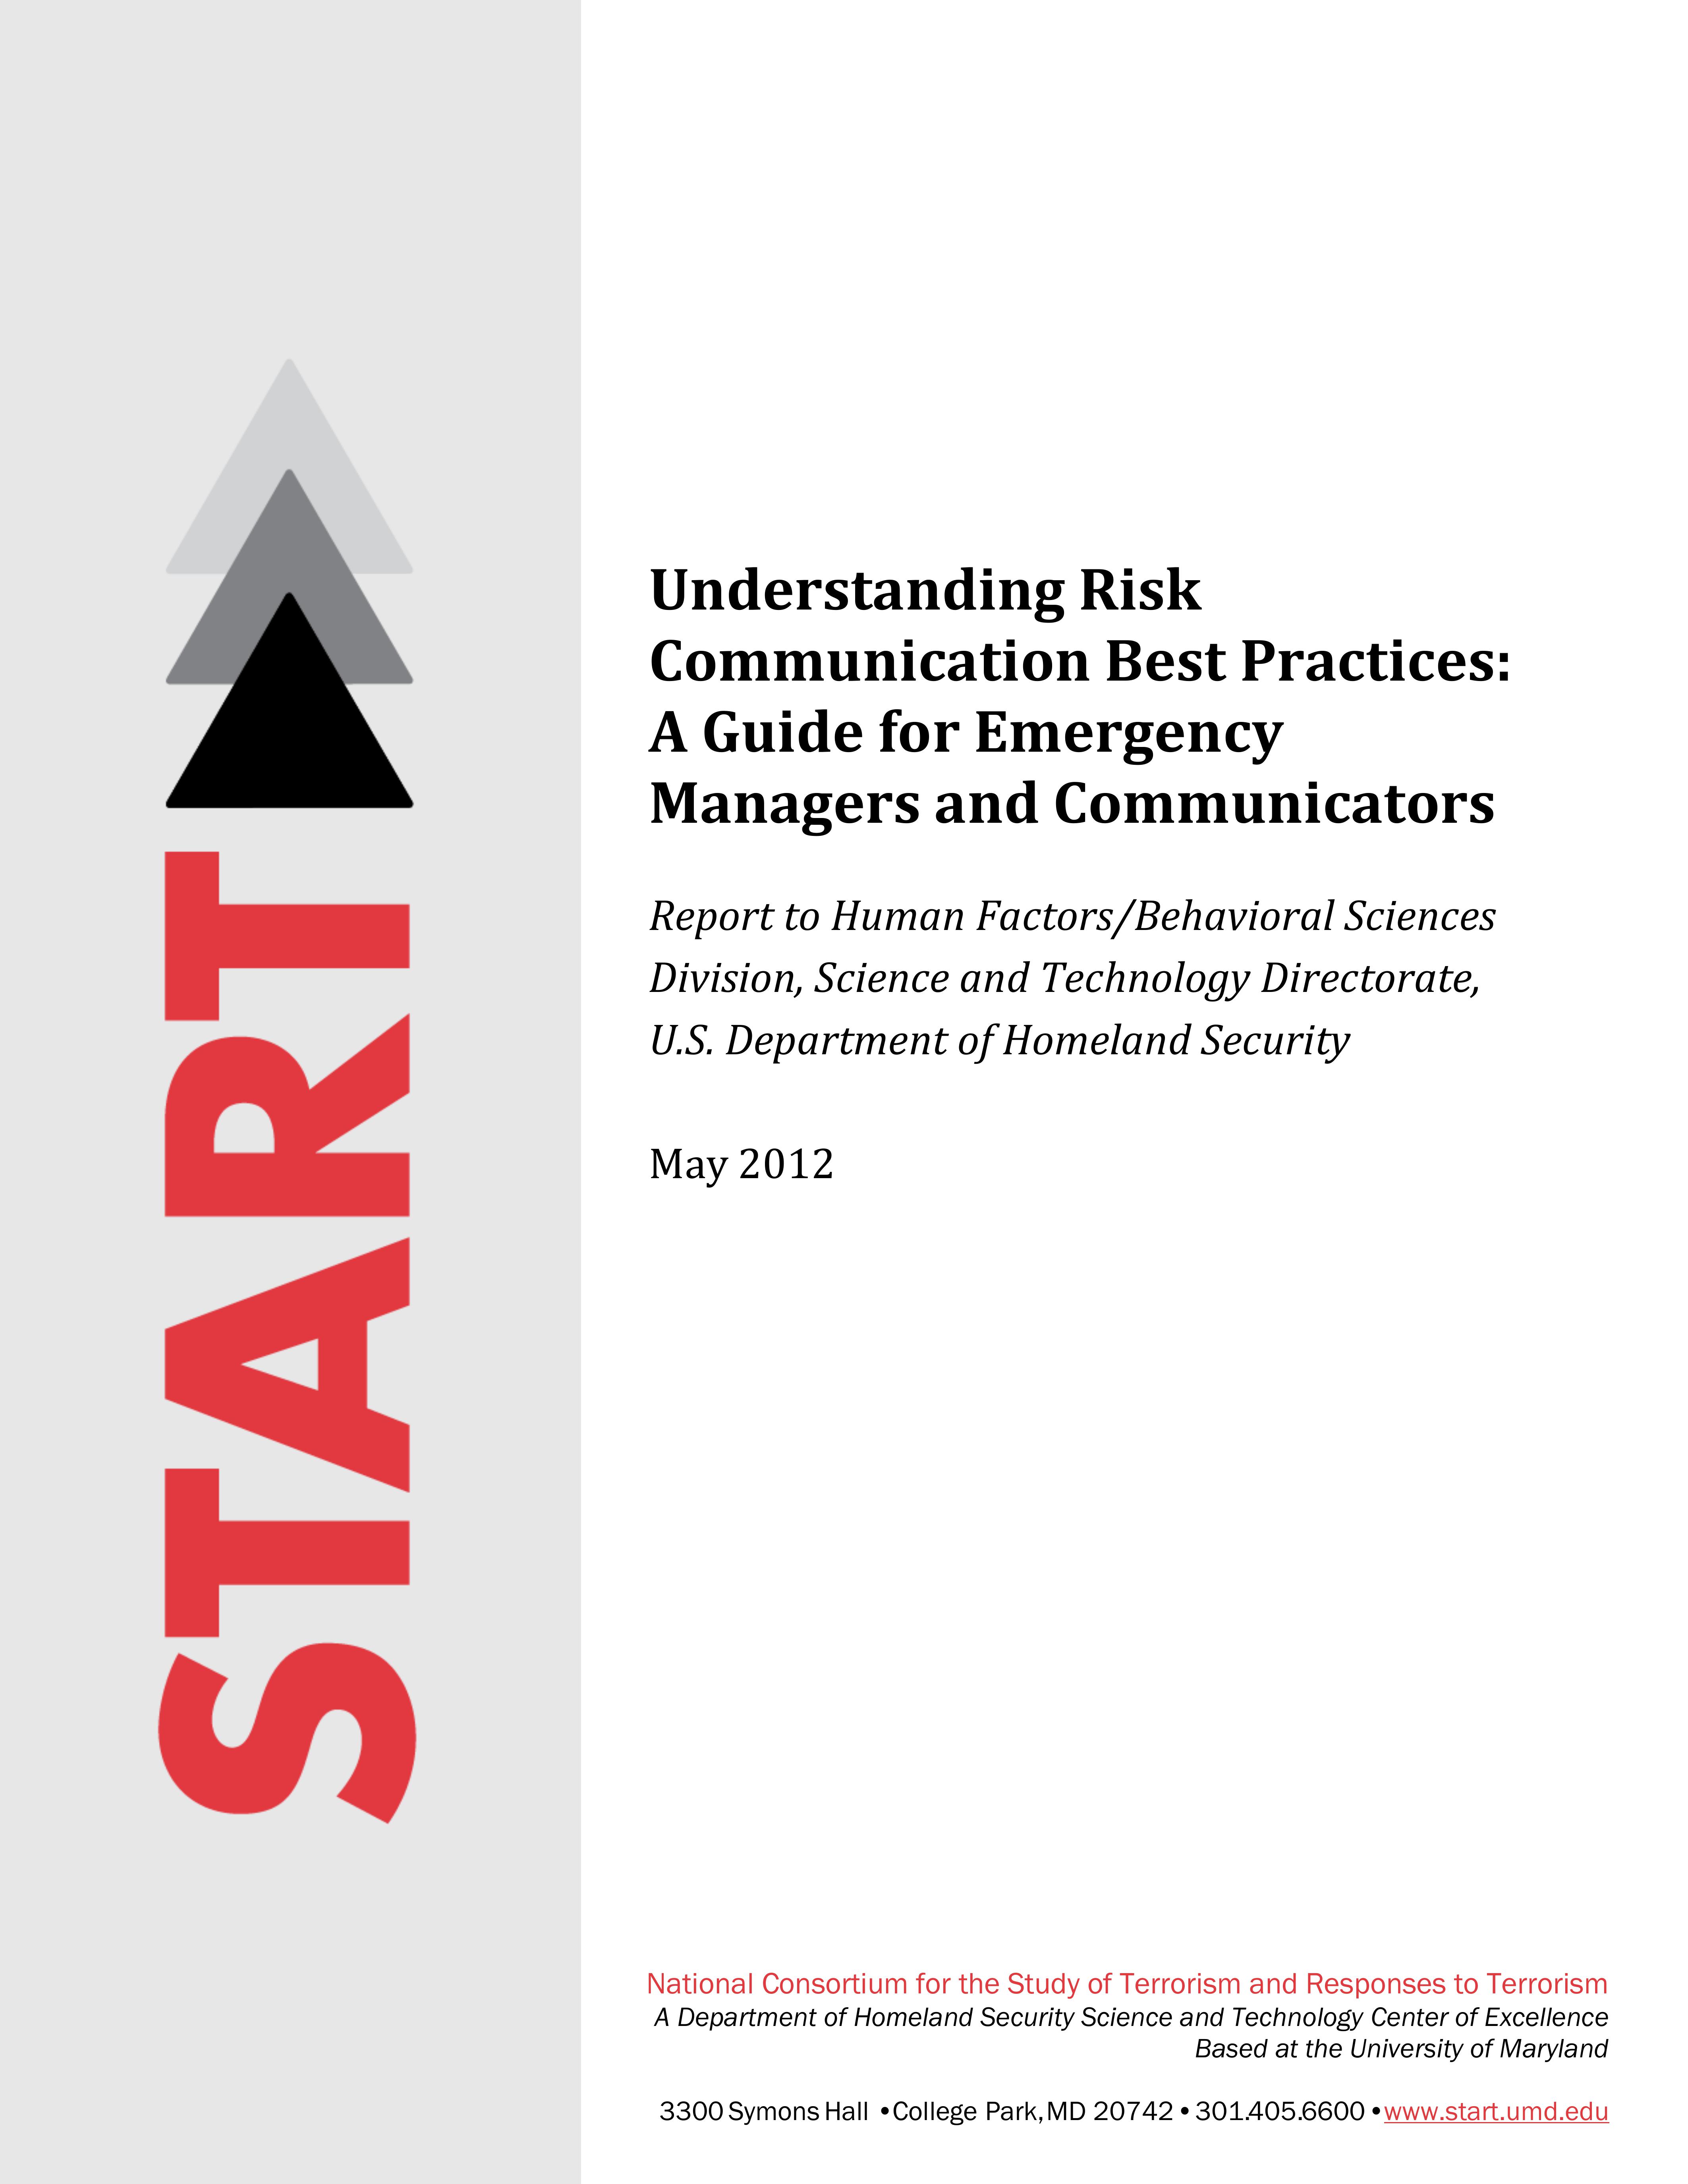 START
Understanding Risk
Communication Best Practices:
A Guide for Emergency
Managers and Communicators
Report to Human Factors/Behavioral Sciences
Division, Science and Technology Directorate,
U.S. Department of Homeland Security
May 2012
National Consortium for the Study of Terrorism and Responses to Terrorism
A Department of Homeland Security Science and Technology Center of Excellence
Based at the University of Maryland
3300 Symons Hall •College Park, MD 20742 • 301.405.6600 •www.start.umd.edu